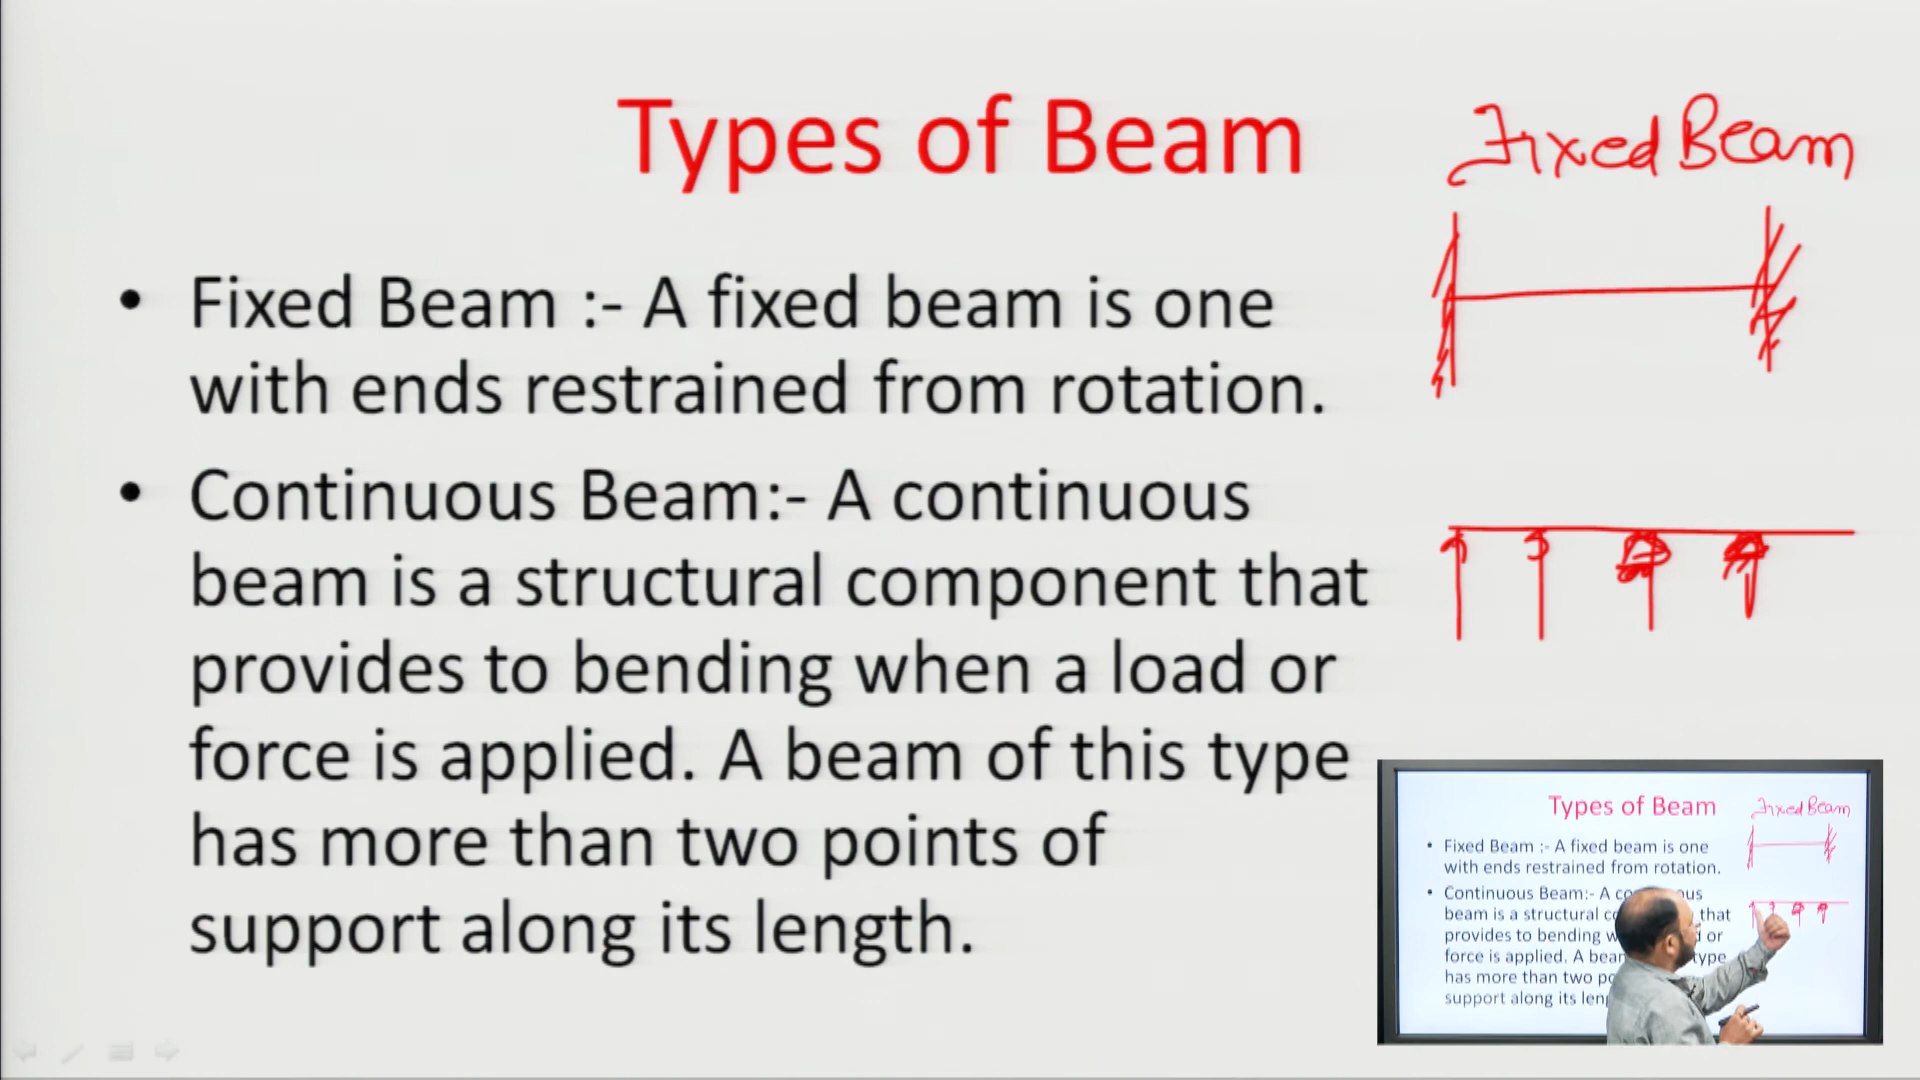 Types of Beam
Fixed Beam
• Fixed Beam :- A fixed beam is one
with ends restrained from rotation.
• Continuous Beam:- A continuous
beam is a structural component that
provides to bending when a load or
force is applied. A beam of this type
has more than two points of
support along its length.
Types of Beam
Fixed Beam
• Fixed Beam :- A fixed beam is one
with ends restrained from rotation.
• Continuous Beam:- A
beam is a structural that
provides to bending or
force is applied. A type
has more than two
support along its